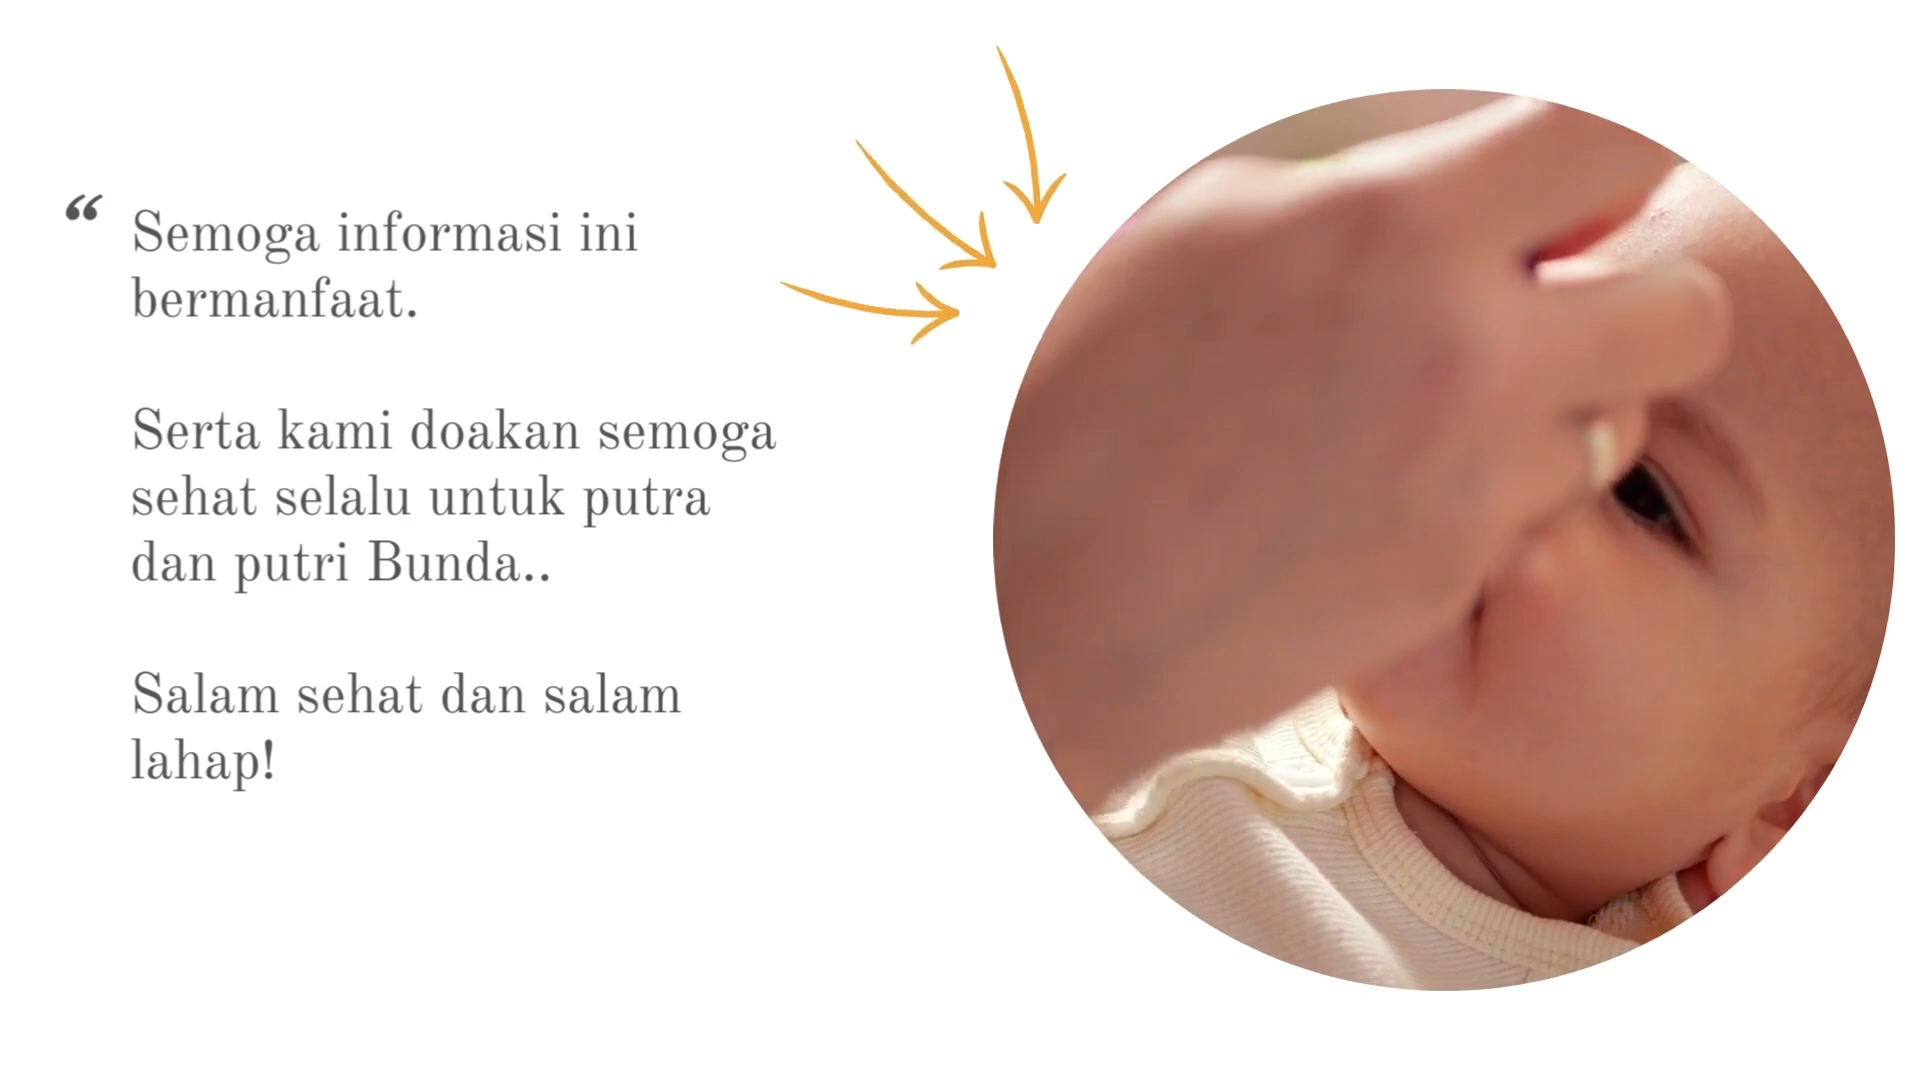 “ Semoga informasi ini
bermanfaat.
Serta kami doakan semoga
sehat selalu untuk putra
dan putri Bunda..
Salam sehat dan salam
lahap!